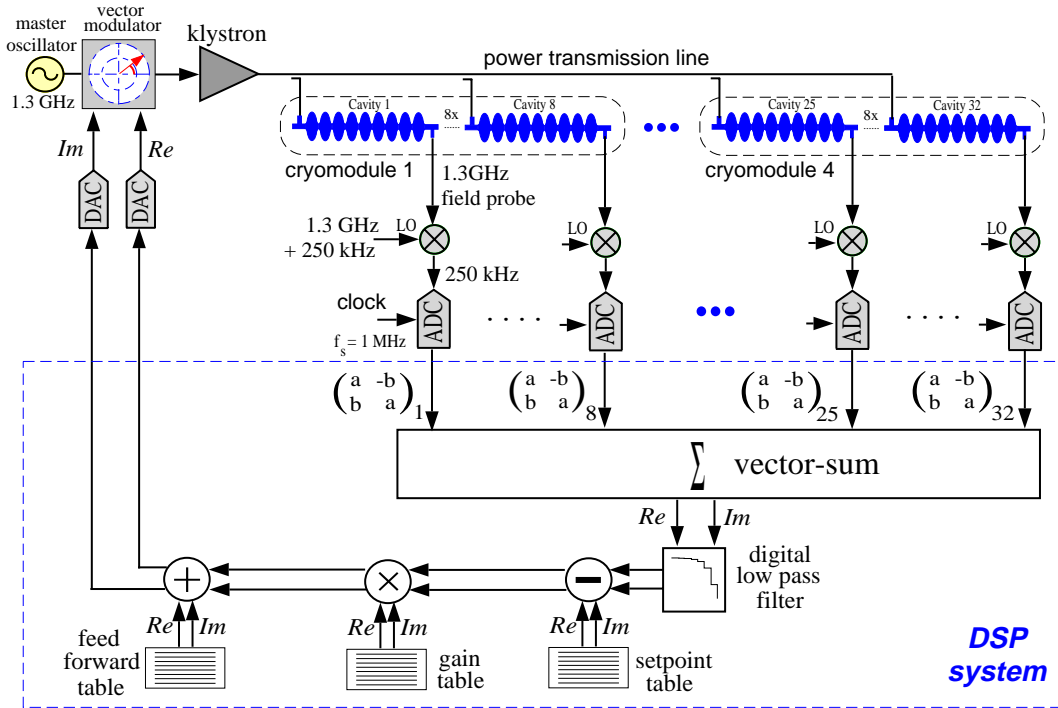 master
oscillator
vector
modulator
klystron
power transmission line
1.3 GHz
Cavity 1
8x
Cavity 8
Cavity 25
8x
Cavity 32
cryomodule 1
cryomodule 4
Im
Re
DAC
DAC
1.3GHz
field probe
1.3 GHz
+ 250 kHz
LO
LO
LO
LO
250 kHz
clock
f_s = 1 MHz
ADC
ADC
ADC
ADC
(a -b
b a)1
(a -b
b a)8
(a -b
b a)25
(a -b
b a)32
Σ vector-sum
Re
Im
digital
low pass
filter
+
×
−
Re
Im
Re
Im
Re
Im
feed
forward
table
gain
table
setpoint
table
DSP
system